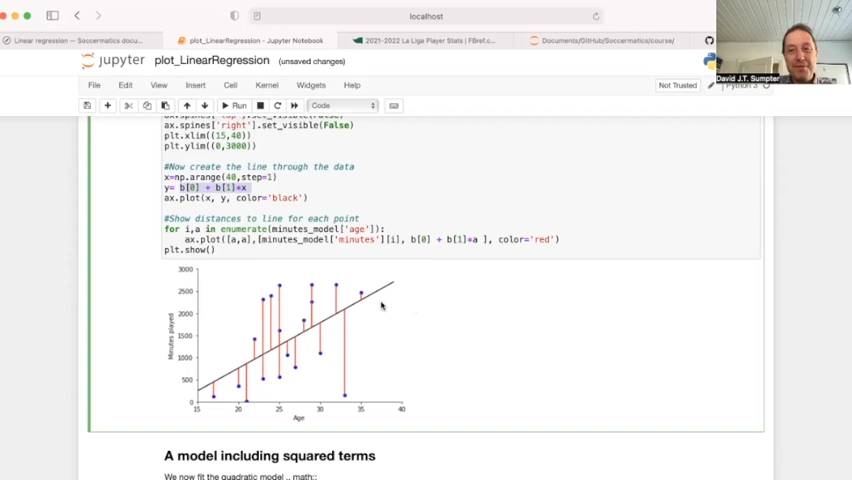 localhost
Linear regression — Soccermatics docu...
plot_LinearRegression - Jupyter Notebook
2021-2022 La Liga Player Stats | FBref.c...
Documents/GitHub/Soccermatics/course/
David J.T. Sumpter
jupyter plot_LinearRegression (unsaved changes)
File Edit View Insert Cell Kernel Widgets Help
Not Trusted
Python 3
Run
Code
ax.spines['right'].set_visible(False)
plt.xlim((15,40))
plt.ylim((0,3000))
#Now create the line through the data
x=np.arange(40,step=1)
y= b[0] + b[1]*x
ax.plot(x, y, color='black')
#Show distances to line for each point
for i,a in enumerate(minutes_model['age']):
ax.plot([a,a],[minutes_model['minutes'][i], b[0] + b[1]*a ], color='red')
plt.show()
3000
2500
2000
1500
1000
500
0
Minutes played
15 20 25 30 35 40
Age
A model including squared terms
We now fit the quadratic model .. math::